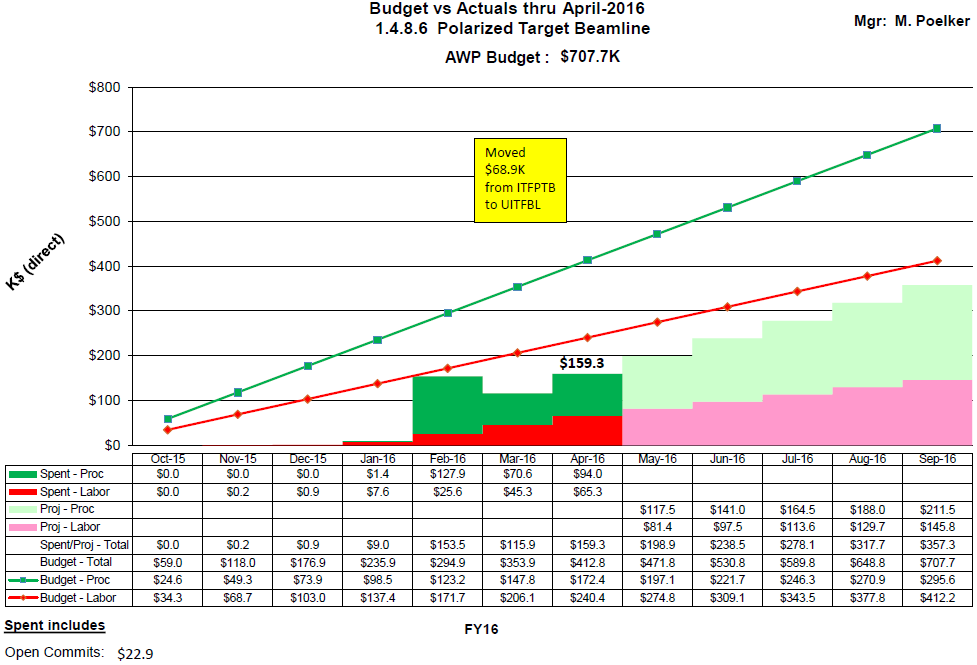 Budget vs Actuals thru April-2016
1.4.8.6 Polarized Target Beamline
Mgr: M. Poelker
AWP Budget : $707.7K
$800
$700
$600
$500
$400
$300
$200
$100
$0
K$ (direct)
Moved
$68.9K
from ITFPTB
to UITFBL
$159.3
Oct-15 Nov-15 Dec-15 Jan-16 Feb-16 Mar-16 Apr-16 May-16 Jun-16 Jul-16 Aug-16 Sep-16
Spent - Proc $0.0 $0.0 $0.0 $1.4 $127.9 $70.6 $94.0
Spent - Labor $0.0 $0.2 $0.9 $7.6 $25.6 $45.3 $65.3
Proj - Proc $117.5 $141.0 $164.5 $188.0 $211.5
Proj - Labor $81.4 $97.5 $113.6 $129.7 $145.8
Spent/Proj - Total $0.0 $0.2 $0.9 $9.0 $153.5 $115.9 $159.3 $198.9 $238.5 $278.1 $317.7 $357.3
Budget - Total $59.0 $118.0 $176.9 $235.9 $294.9 $353.9 $412.8 $471.8 $530.8 $589.8 $648.8 $707.7
Budget - Proc $24.6 $49.3 $73.9 $98.5 $123.2 $147.8 $172.4 $197.1 $221.7 $246.3 $270.9 $295.6
Budget - Labor $34.3 $68.7 $103.0 $137.4 $171.7 $206.1 $240.4 $274.8 $309.1 $343.5 $377.8 $412.2
Spent includes
FY16
Open Commits: $22.9